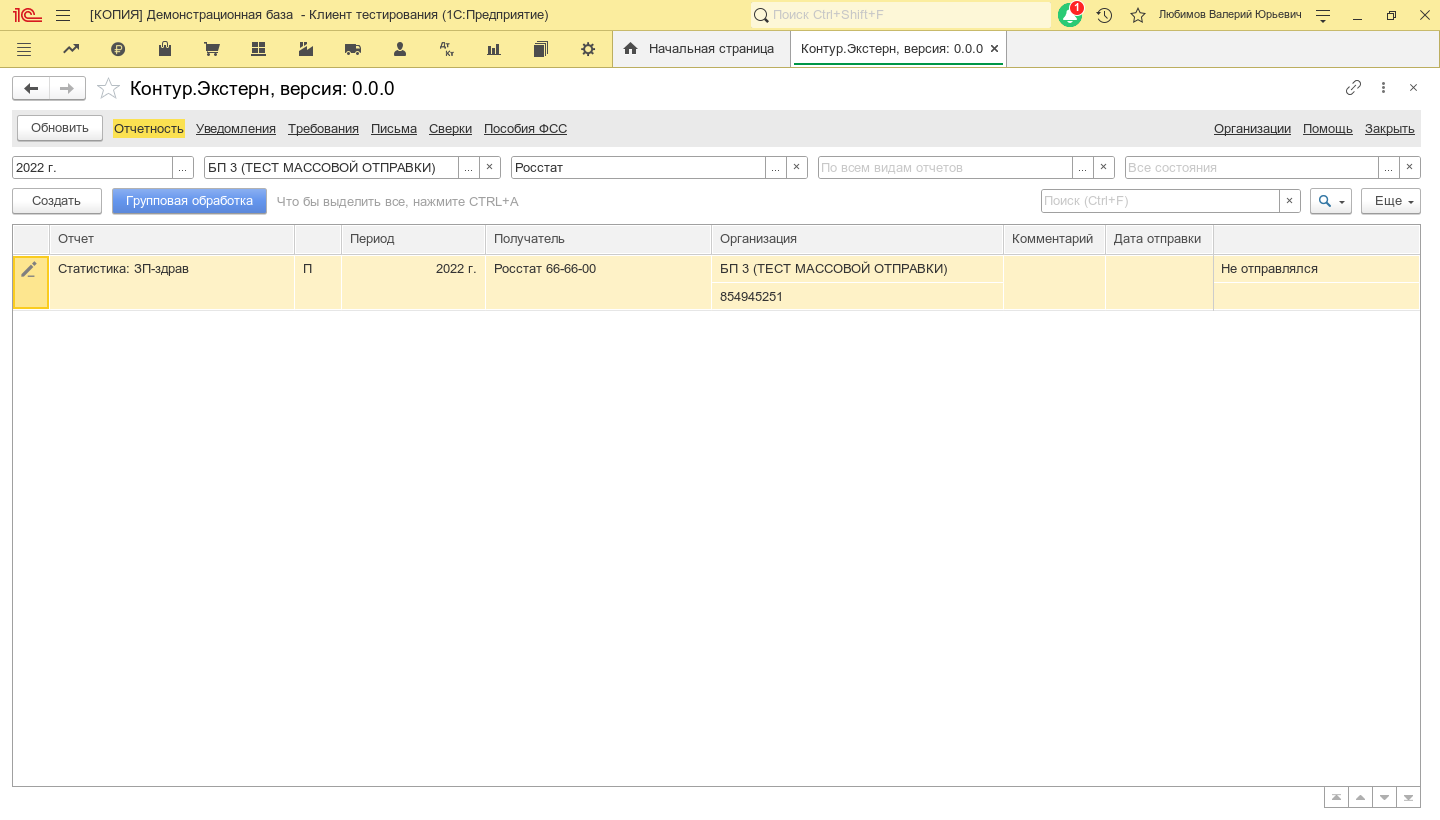 [КОПИЯ] Демонстрационная база - Клиент тестирования (1С:Предприятие)
Поиск Ctrl+Shift+F
1
Любимов Валерий Юрьевич
Дт Кт
Начальная страница
Контур.Экстерн, версия: 0.0.0
Контур.Экстерн, версия: 0.0.0
Обновить Отчетность Уведомления Требования Письма Сверки Пособия ФСС Организации Помощь Закрыть
2022 г. ... БП 3 (ТЕСТ МАССОВОЙ ОТПРАВКИ) ... × Росстат ... × По всем видам отчетов ... × Все состояния ... ×
Создать Групповая обработка Что бы выделить все, нажмите CTRL+A Поиск (Ctrl+F) × Еще
Отчет Период Получатель Организация Комментарий Дата отправки
Статистика: ЗП-здрав П 2022 г. Росстат 66-66-00 БП 3 (ТЕСТ МАССОВОЙ ОТПРАВКИ) Не отправлялся
854945251